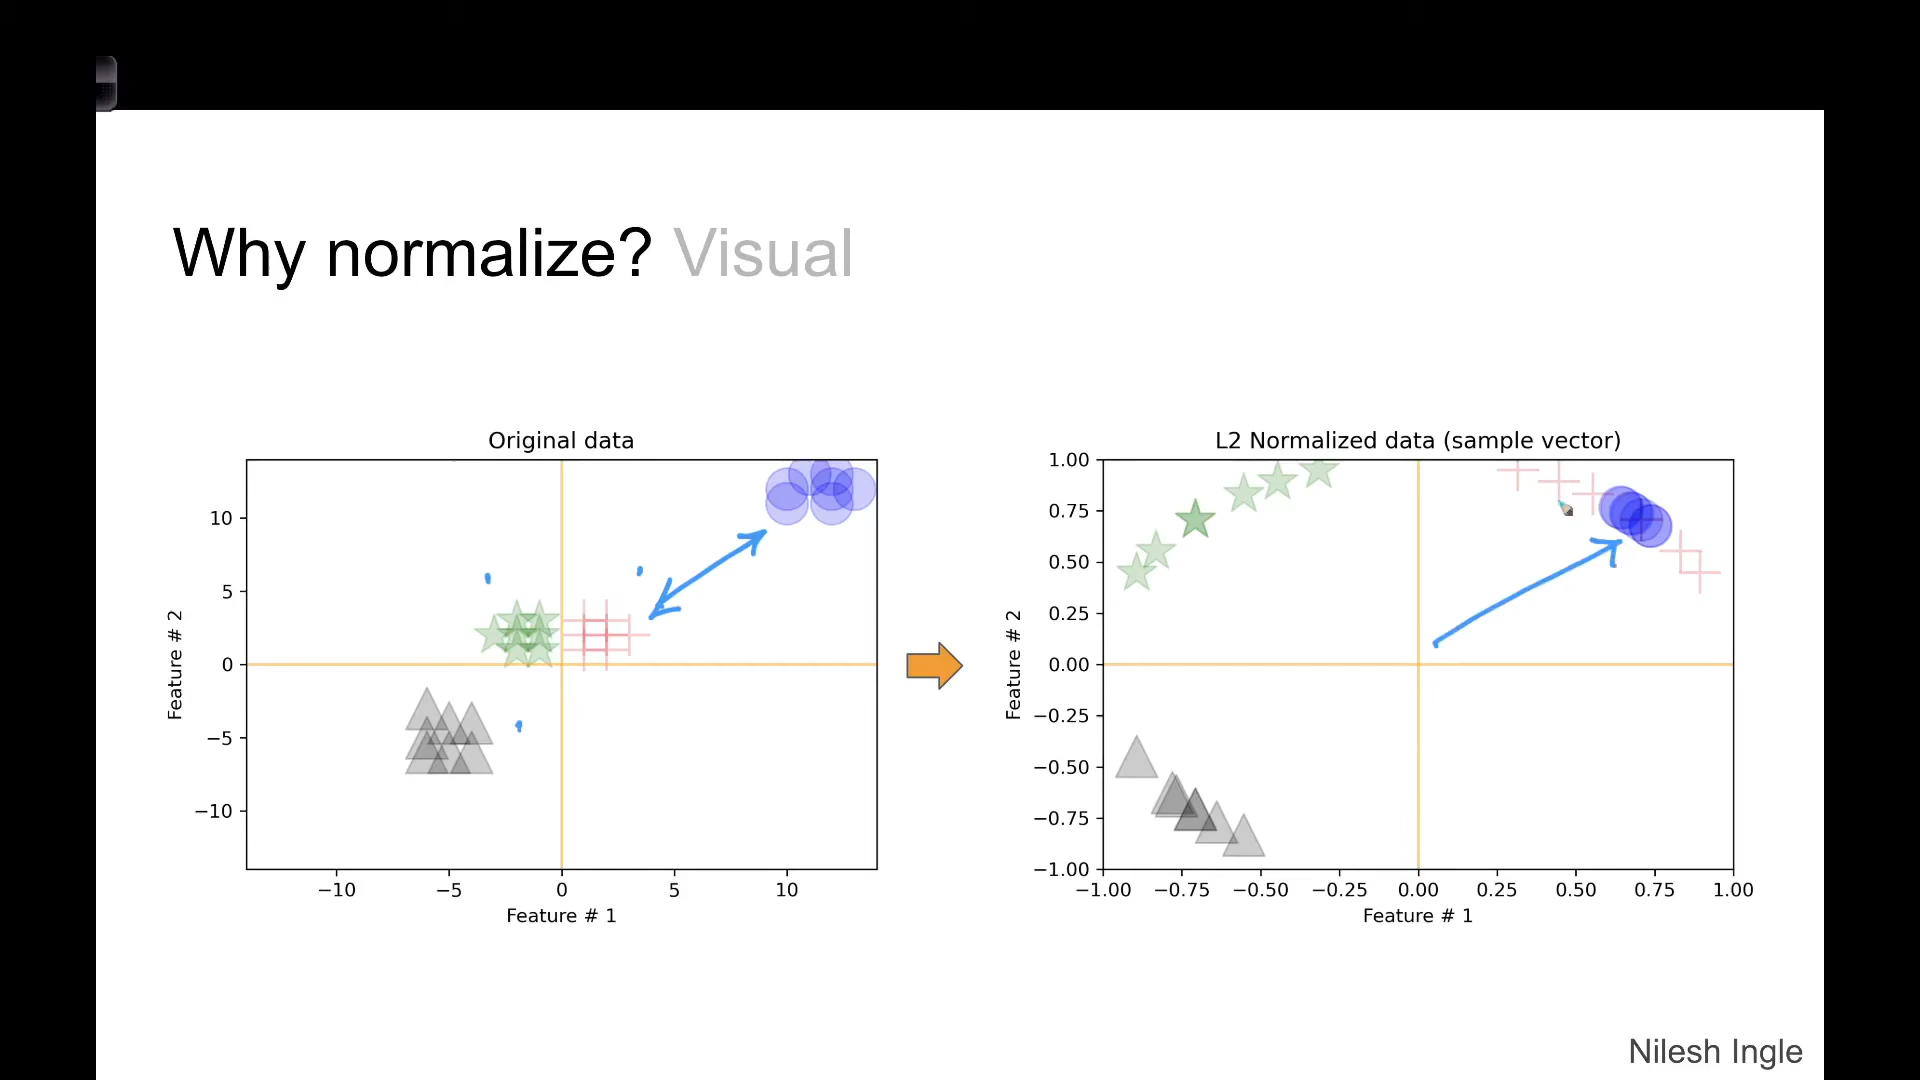 Why normalize? Visual
Original data
10
5
0
−5
−10
Feature # 2
−10 −5 0 5 10
Feature # 1
L2 Normalized data (sample vector)
1.00
0.75
0.50
0.25
0.00
−0.25
−0.50
−0.75
−1.00
Feature # 2
−1.00 −0.75 −0.50 −0.25 0.00 0.25 0.50 0.75 1.00
Feature # 1
Nilesh Ingle